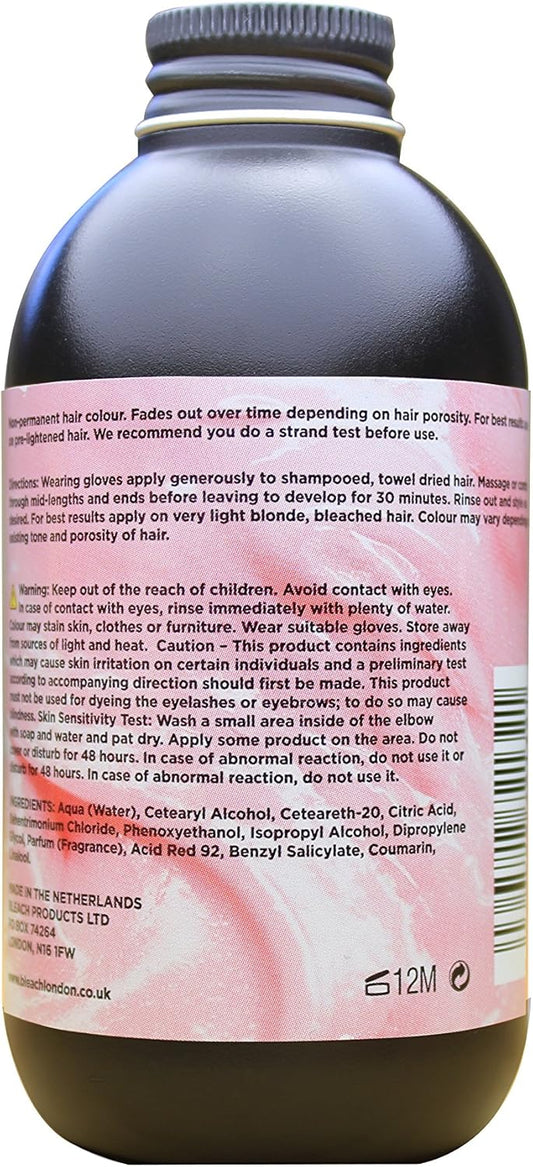 Non-permanent hair colour. Fades out over time depending on hair porosity. For best results use
on pre-lightened hair. We recommend you do a strand test before use.
Directions: Wearing gloves apply generously to shampooed, towel dried hair. Massage or comb
through mid-lengths and ends before leaving to develop for 30 minutes. Rinse out and style as
desired. For best results apply on very light blonde, bleached hair. Colour may vary depending
existing tone and porosity of hair.
Warning: Keep out of the reach of children. Avoid contact with eyes.
In case of contact with eyes, rinse immediately with plenty of water.
Colour may stain skin, clothes or furniture. Wear suitable gloves. Store away
from sources of light and heat. Caution – This product contains ingredients
which may cause skin irritation on certain individuals and a preliminary test
according to accompanying direction should first be made. This product
must not be used for dyeing the eyelashes or eyebrows; to do so may cause
blindness. Skin Sensitivity Test: Wash a small area inside of the elbow
with soap and water and pat dry. Apply some product on the area. Do not
cover or disturb for 48 hours. In case of abnormal reaction, do not use it or
disturb for 48 hours. In case of abnormal reaction, do not use it.
INGREDIENTS: Aqua (Water), Cetearyl Alcohol, Ceteareth-20, Citric Acid,
Behentrimonium Chloride, Phenoxyethanol, Isopropyl Alcohol, Dipropylene
Glycol, Parfum (Fragrance), Acid Red 92, Benzyl Salicylate, Coumarin,
Linalool.
MADE IN THE NETHERLANDS
BLEACH PRODUCTS LTD
PO BOX 74264
LONDON, N16 1FW
www.bleachlondon.co.uk
12M